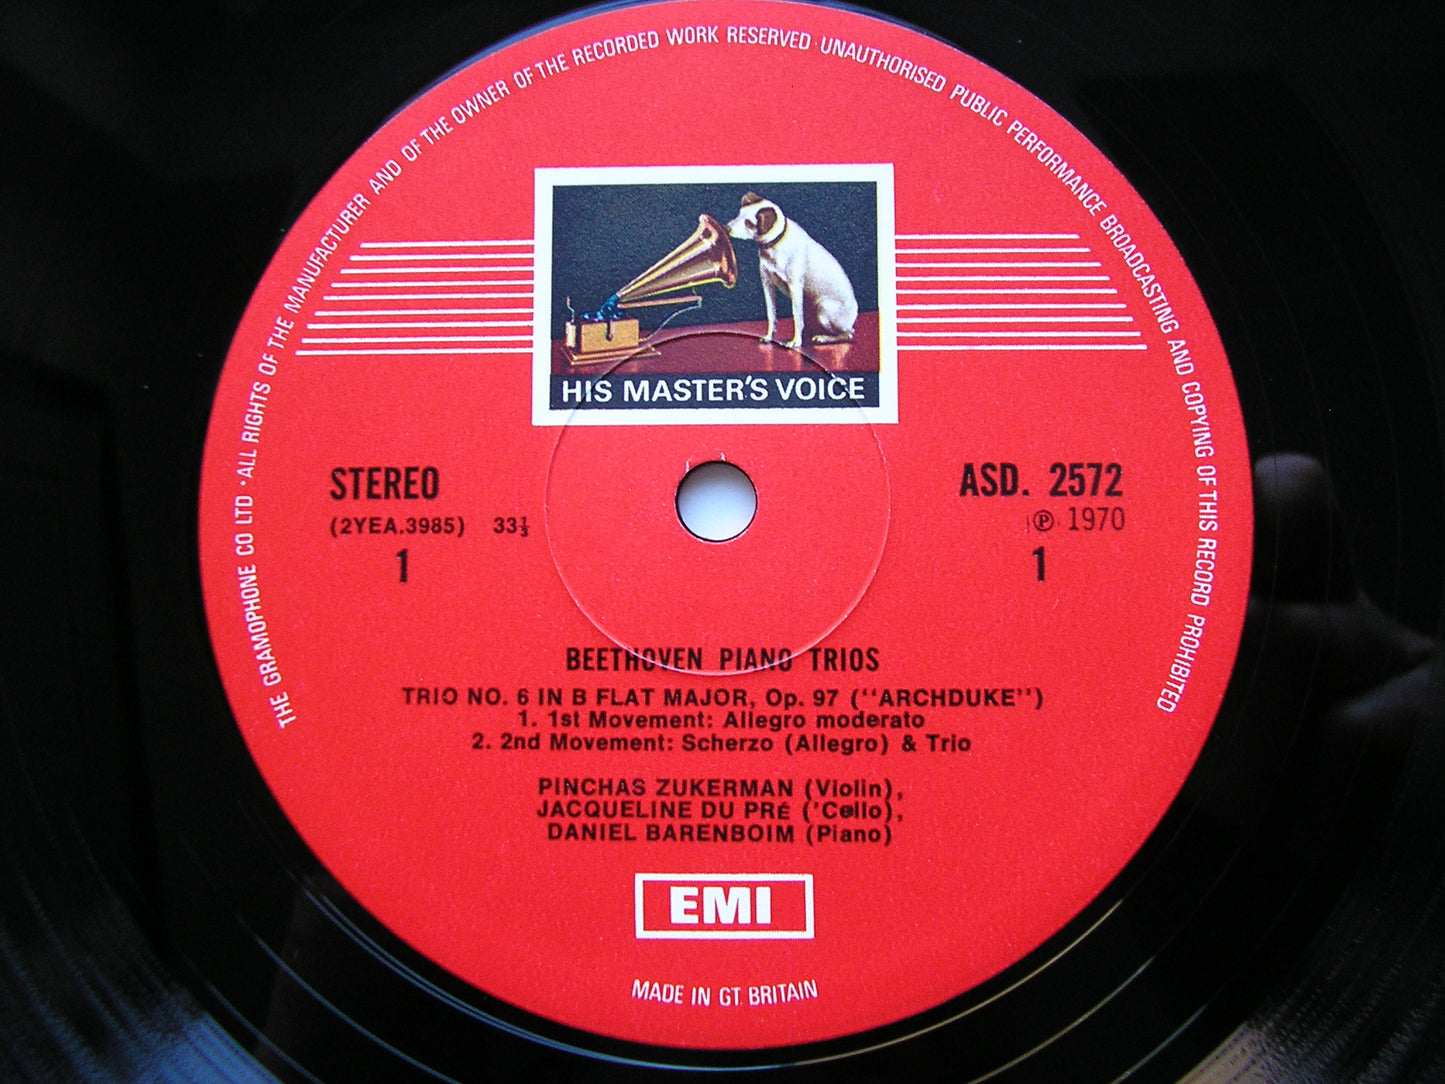 THE GRAMOPHONE CO LTD · ALL RIGHTS OF THE MANUFACTURER AND OF THE OWNER OF THE RECORDED WORK RESERVED · UNAUTHORISED PUBLIC PERFORMANCE BROADCASTING AND COPYING OF THIS RECORD PROHIBITED
HIS MASTER'S VOICE
STEREO
(2YEA.3985) 33⅓
1
ASD. 2572
℗ 1970
1
BEETHOVEN PIANO TRIOS
TRIO NO. 6 IN B FLAT MAJOR, Op. 97 ("ARCHDUKE")
1. 1st Movement: Allegro moderato
2. 2nd Movement: Scherzo (Allegro) & Trio
PINCHAS ZUKERMAN (Violin),
JACQUELINE DU PRÉ ('Cello),
DANIEL BARENBOIM (Piano)
EMI
MADE IN GT. BRITAIN